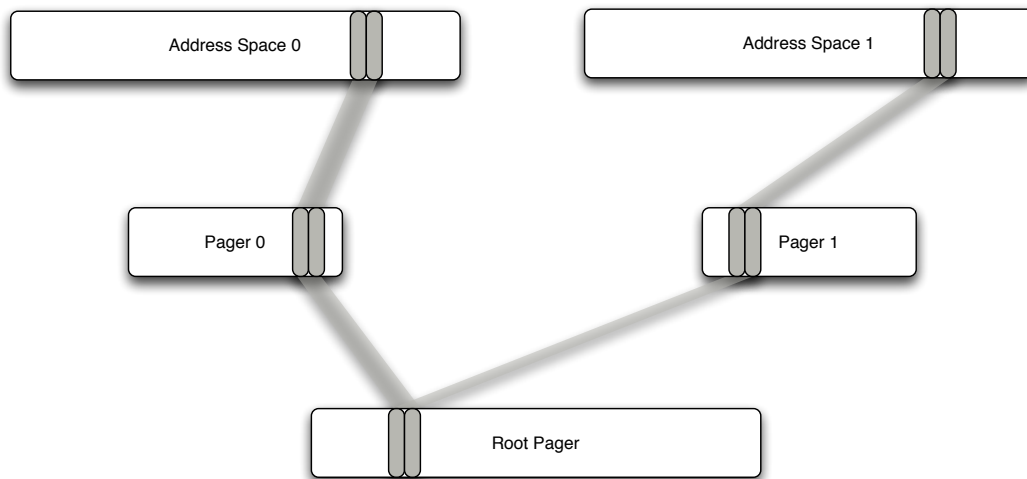 Address Space 0
Address Space 1
Pager 0
Pager 1
Root Pager